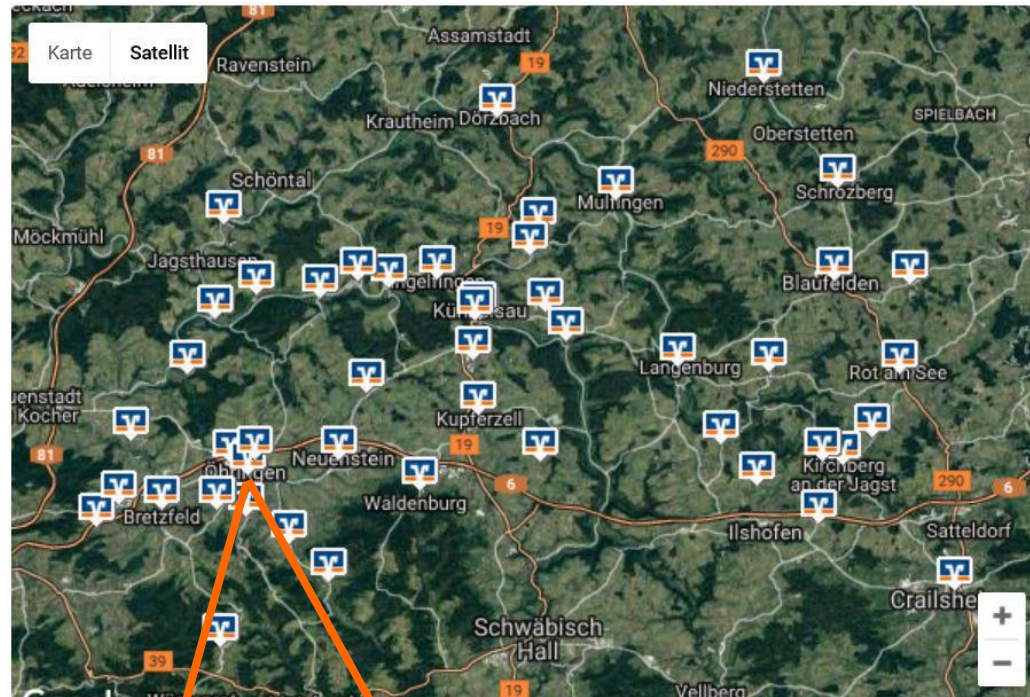 81
92
Karte
Satellit
Ravenstein
Assamstadt
19
Niederstetten
Krautheim
Dörzbach
SPIELBACH
Oberstetten
290
81
Schöntal
Schrozberg
Mulfingen
19
Möckmühl
Jagsthausen
Blaufelden
Langenburg
Rot am See
Kocher
Kupferzell
81
19
Neuenstein
Öhringen
Kirchberg
an der Jagst
290
6
6
Waldenburg
Bretzfeld
Ilshofen
Satteldorf
+
Schwäbisch
Hall
−
39
19
Vellberg